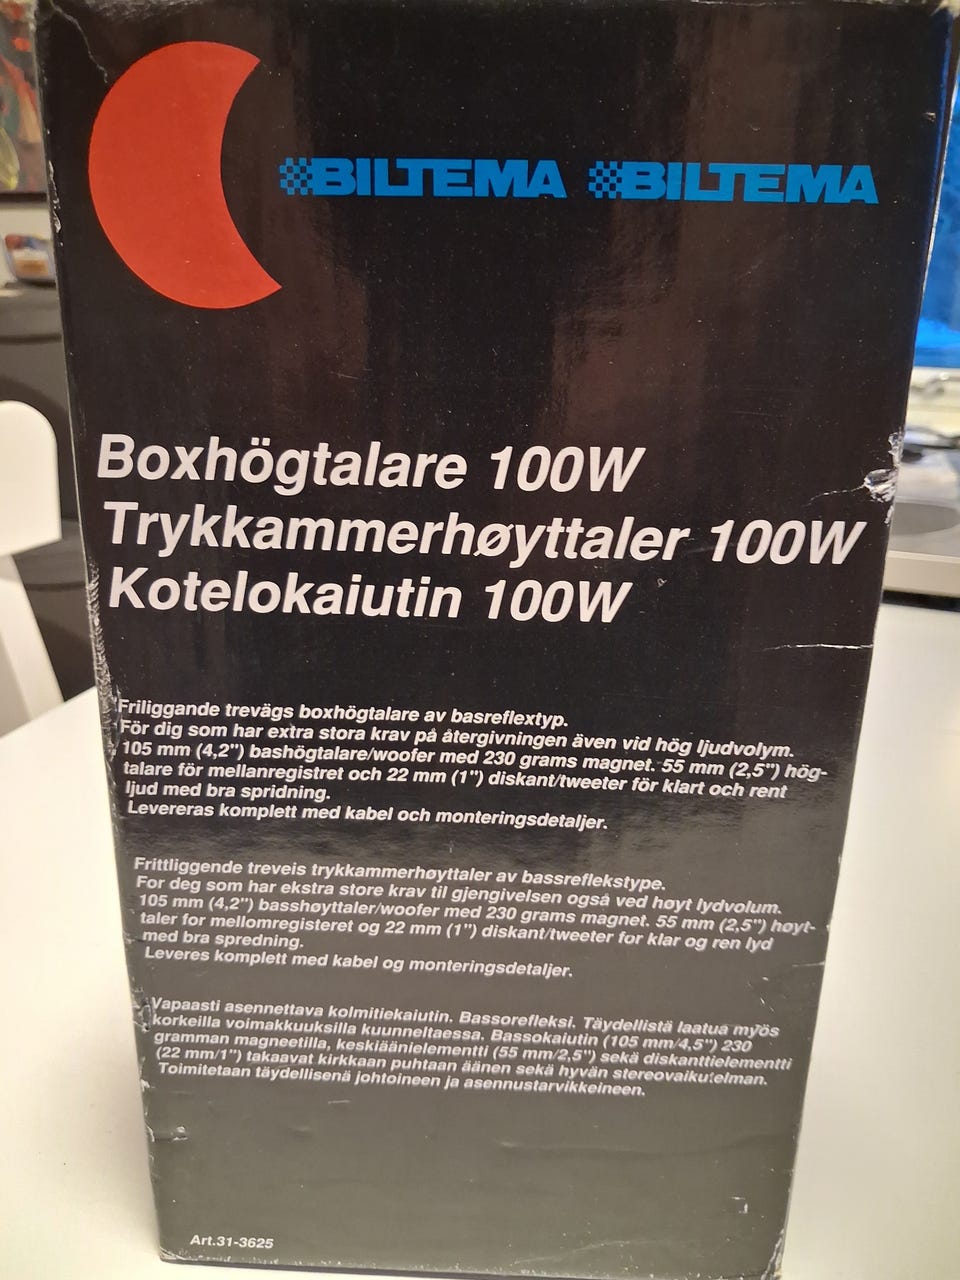 BILTEMA BILTEMA
Boxhögtalare 100W
Trykkammerhøyttaler 100W
Kotelokaiutin 100W
Friliggande trevägs boxhögtalare av basreflextyp.
För dig som har extra stora krav på återgivningen även vid hög ljudvolym.
105 mm (4,2") bashögtalare/woofer med 230 grams magnet. 55 mm (2,5") hög-
talare för mellanregistret och 22 mm (1") diskant/tweeter för klart och rent
ljud med bra spridning.
Levereras komplett med kabel och monteringsdetaljer.
Frittliggende treveis trykkammerhøyttaler av bassreflekstype.
For deg som har ekstra store krav til gjengivelsen også ved høyt lydvolum.
105 mm (4,2") basshøyttaler/woofer med 230 grams magnet. 55 mm (2,5") høyt-
taler for mellomregisteret og 22 mm (1") diskant/tweeter for klar og ren lyd
med bra spredning.
Leveres komplett med kabel og monteringsdetaljer.
Vapaasti asennettava kolmitiekaiutin. Bassorefleksi. Täydellistä laatua myös
korkeilla voimakkuuksilla kuunneltaessa. Bassokaiutin (105 mm/4,5") 230
gramman magneetilla, keskiäänielementti (55 mm/2,5") sekä diskanttielementti
(22 mm/1") takaavat kirkkaan puhtaan äänen sekä hyvän stereovaikutelman.
Toimitetaan täydellisenä johtoineen ja asennustarvikkeineen.
Art.31-3625